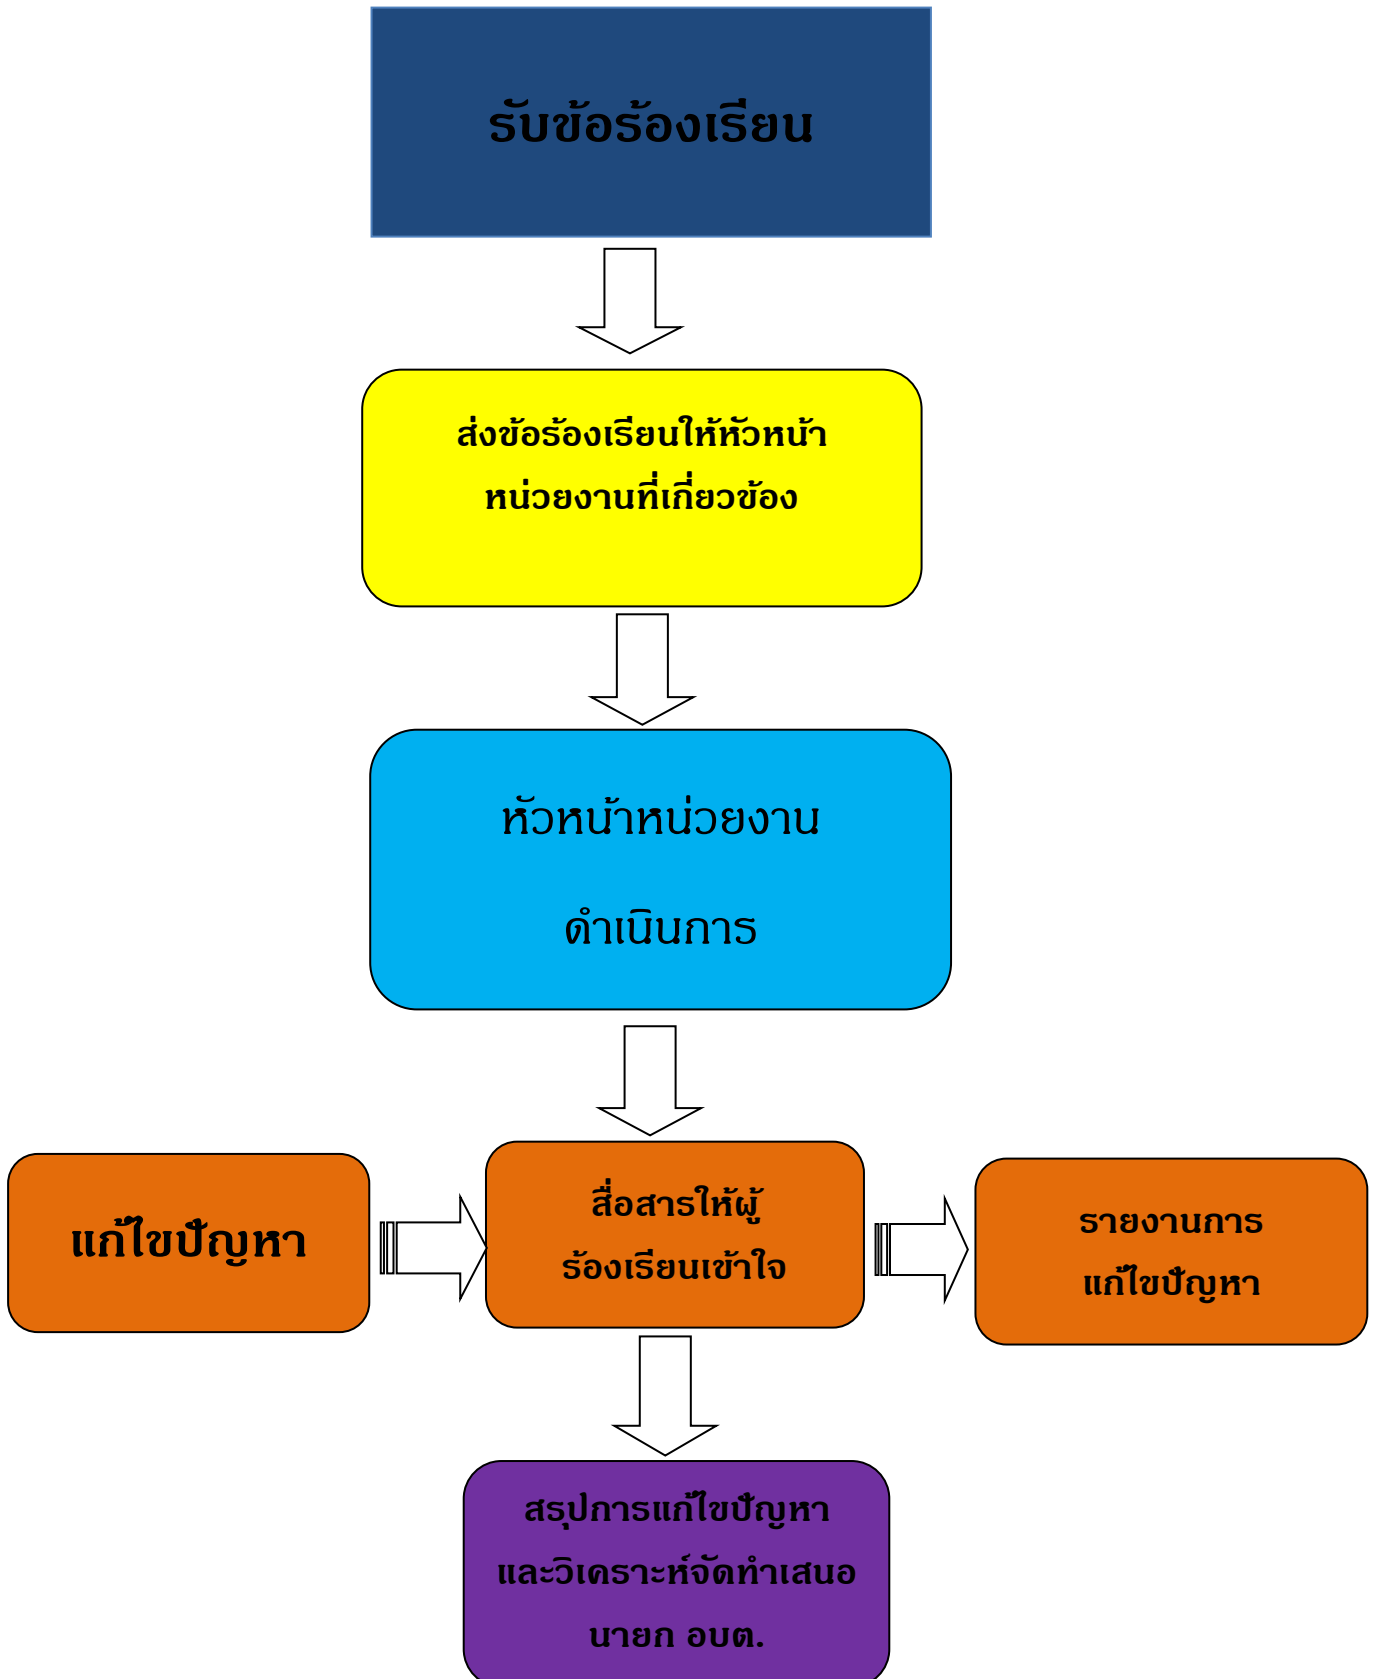 รับข้อร้องเรียน
ส่งข้อร้องเรียนให้หัวหน้า
หน่วยงานที่เกี่ยวข้อง
หัวหน้าหน่วยงาน
ดำเนินการ
แก้ไขปัญหา
สื่อสารให้ผู้
ร้องเรียนเข้าใจ
รายงานการ
แก้ไขปัญหา
สรุปการแก้ไขปัญหา
และวิเคราะห์จัดทำเสนอ
นายก อบต.